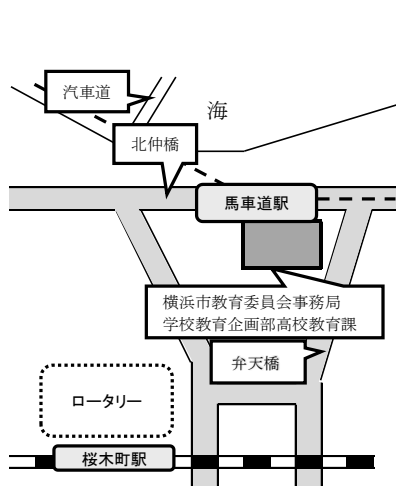 汽車道
海
北仲橋
馬車道駅
横浜市教育委員会事務局
学校教育企画部高校教育課
弁天橋
ロータリー
桜木町駅